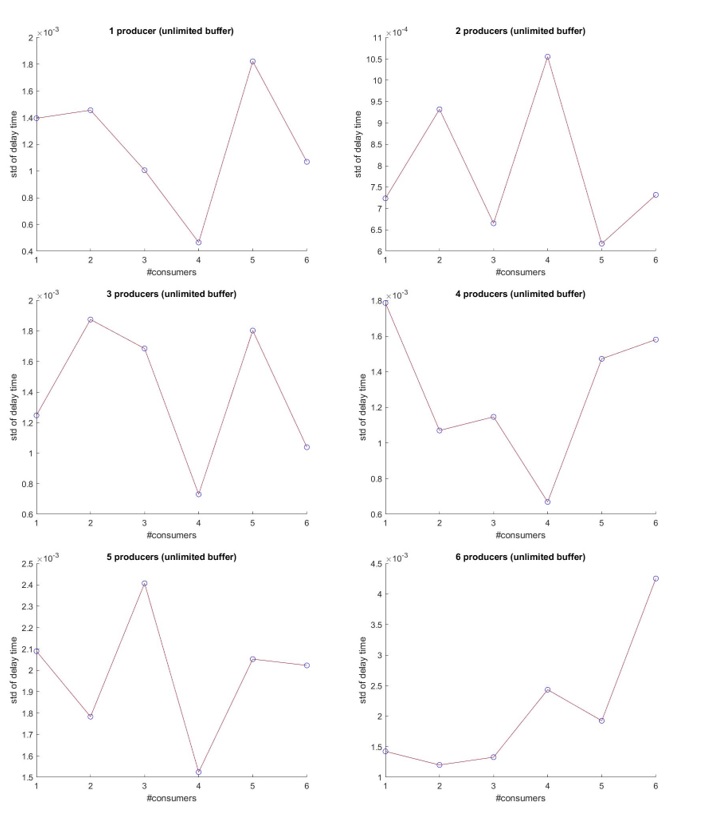 1 producer (unlimited buffer)
×10⁻³
2
1.8
1.6
1.4
1.2
1
0.8
0.6
0.4
std of delay time
1 2 3 4 5 6
#consumers
2 producers (unlimited buffer)
×10⁻⁴
11
10.5
10
9.5
9
8.5
8
7.5
7
6.5
6
std of delay time
1 2 3 4 5 6
#consumers
3 producers (unlimited buffer)
×10⁻³
2
1.8
1.6
1.4
1.2
1
0.8
0.6
std of delay time
1 2 3 4 5 6
#consumers
4 producers (unlimited buffer)
×10⁻³
1.8
1.6
1.4
1.2
1
0.8
0.6
std of delay time
1 2 3 4 5 6
#consumers
5 producers (unlimited buffer)
×10⁻³
2.5
2.4
2.3
2.2
2.1
2
1.9
1.8
1.7
1.6
1.5
std of delay time
1 2 3 4 5 6
#consumers
6 producers (unlimited buffer)
×10⁻³
4.5
4
3.5
3
2.5
2
1.5
1
std of delay time
1 2 3 4 5 6
#consumers